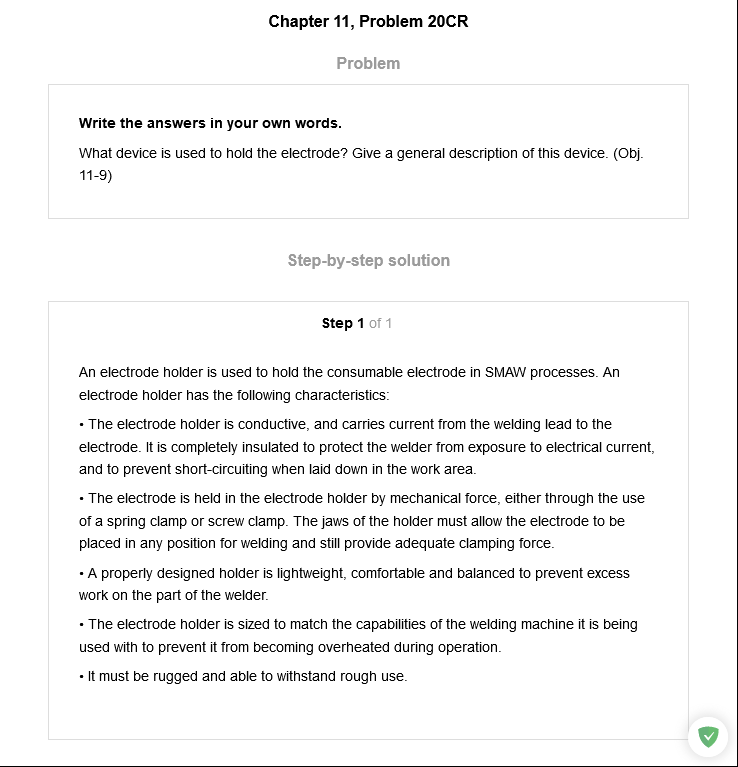 Chapter 11, Problem 20CR
Problem
Write the answers in your own words.
What device is used to hold the electrode? Give a general description of this device. (Obj.
11-9)
Step-by-step solution
Step 1 of 1
An electrode holder is used to hold the consumable electrode in SMAW processes. An
electrode holder has the following characteristics:
• The electrode holder is conductive, and carries current from the welding lead to the
electrode. It is completely insulated to protect the welder from exposure to electrical current,
and to prevent short-circuiting when laid down in the work area.
• The electrode is held in the electrode holder by mechanical force, either through the use
of a spring clamp or screw clamp. The jaws of the holder must allow the electrode to be
placed in any position for welding and still provide adequate clamping force.
• A properly designed holder is lightweight, comfortable and balanced to prevent excess
work on the part of the welder.
• The electrode holder is sized to match the capabilities of the welding machine it is being
used with to prevent it from becoming overheated during operation.
• It must be rugged and able to withstand rough use.